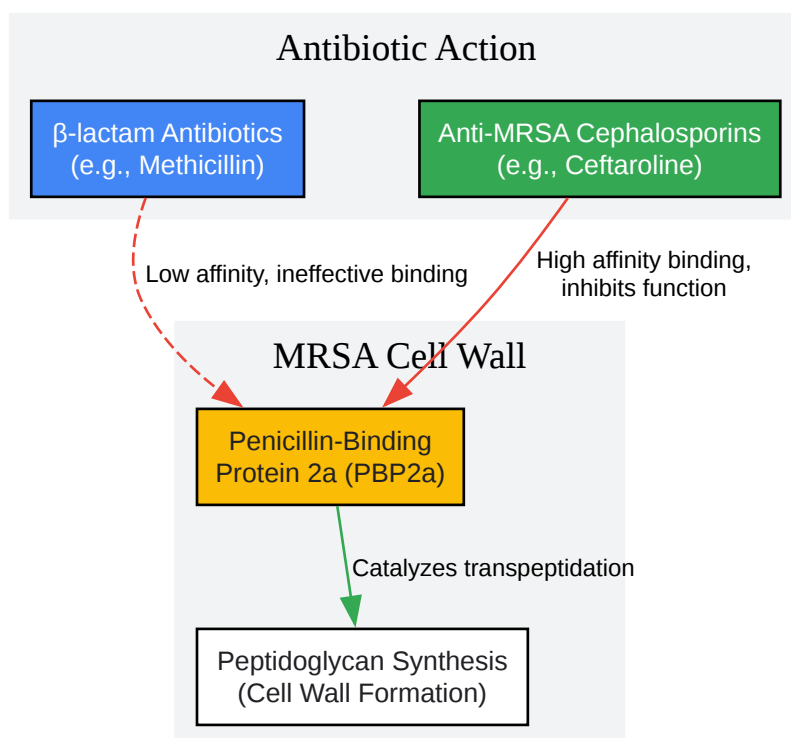 Antibiotic Action
β-lactam Antibiotics
(e.g., Methicillin)
Anti-MRSA Cephalosporins
(e.g., Ceftaroline)
Low affinity, ineffective binding
High affinity binding,
inhibits function
MRSA Cell Wall
Penicillin-Binding
Protein 2a (PBP2a)
Catalyzes transpeptidation
Peptidoglycan Synthesis
(Cell Wall Formation)